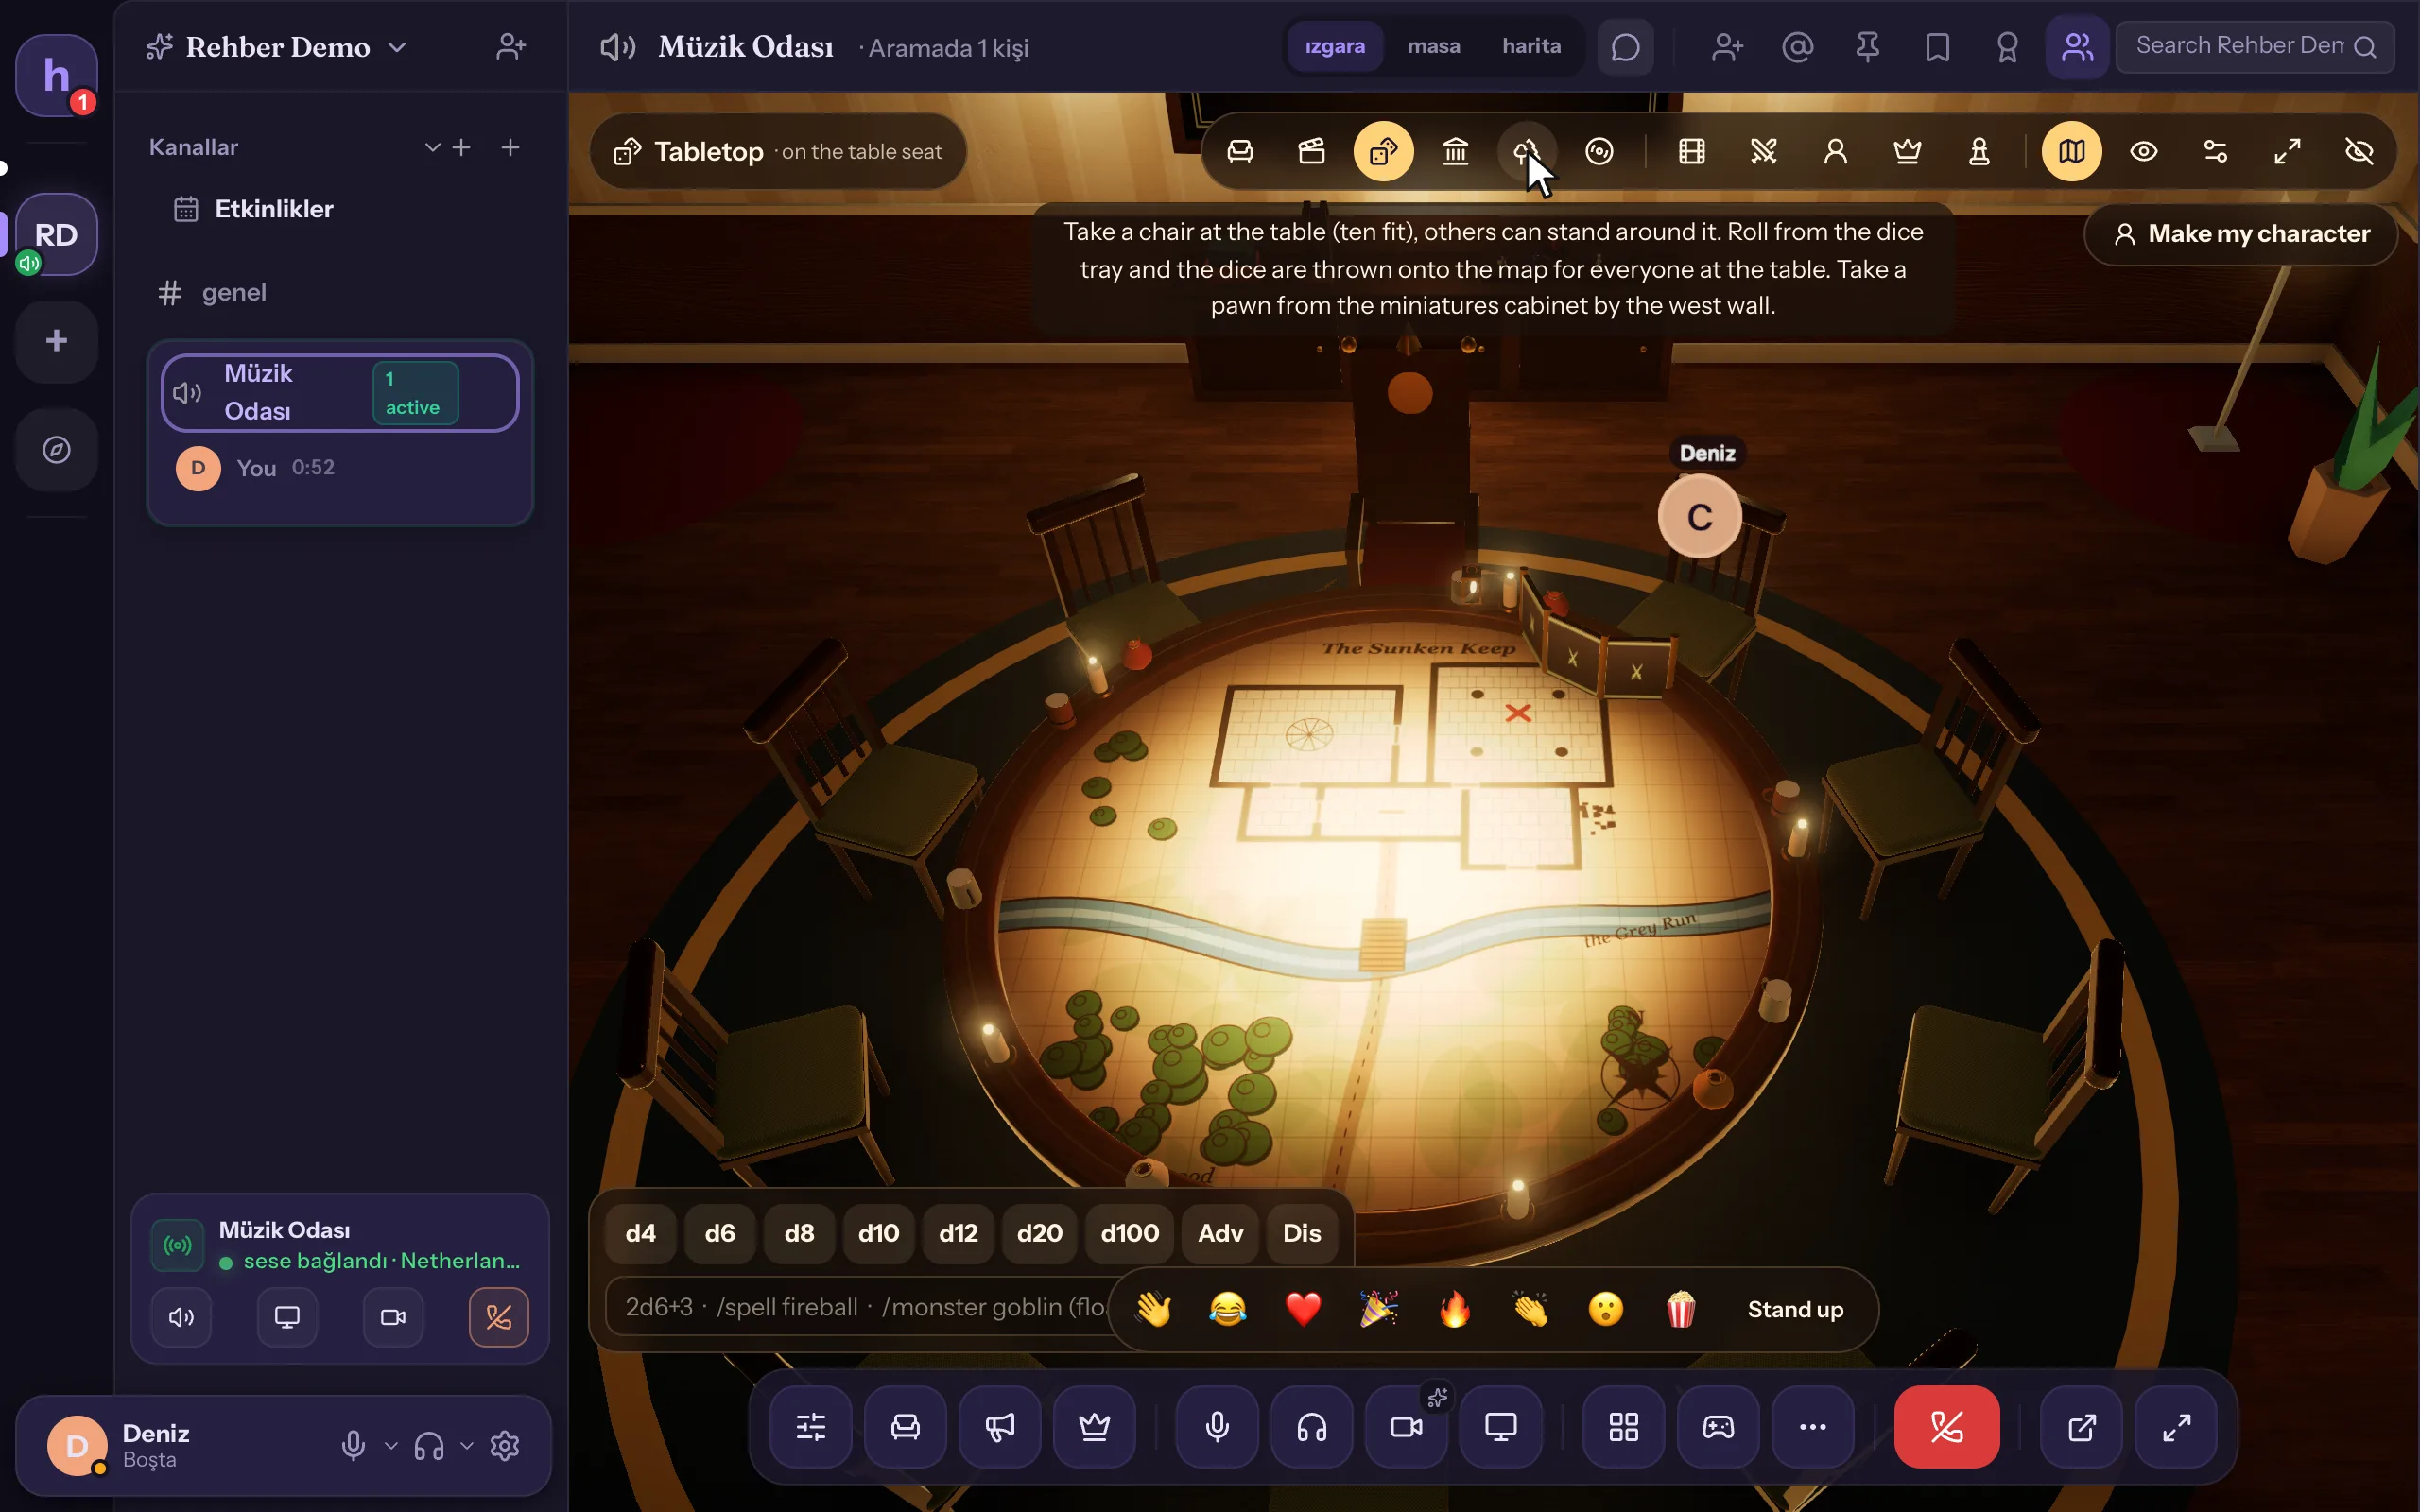 h
1
RD
Rehber Demo
Kanallar
Etkinlikler
genel
Müzik
Odası
1
active
D
You 0:52
Müzik Odası
sese bağlandı · Netherlan...
D
Deniz
Boşta
Müzik Odası · Aramada 1 kişi
ızgara masa harita
Search Rehber Dem
Tabletop · on the table seat
Take a chair at the table (ten fit), others can stand around it. Roll from the dice
tray and the dice are thrown onto the map for everyone at the table. Take a
pawn from the miniatures cabinet by the west wall.
Make my character
Deniz
C
The Sunken Keep
the Grey Run
N
d4 d6 d8 d10 d12 d20 d100 Adv Dis
2d6+3 · /spell fireball · /monster goblin (flo
Stand up